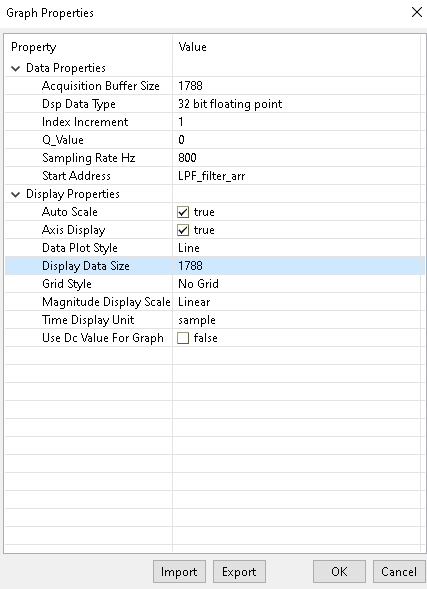 Graph Properties
Property Value
Data Properties
Acquisition Buffer Size 1788
Dsp Data Type 32 bit floating point
Index Increment 1
Q_Value 0
Sampling Rate Hz 800
Start Address LPF_filter_arr
Display Properties
Auto Scale true
Axis Display true
Data Plot Style Line
Display Data Size 1788
Grid Style No Grid
Magnitude Display Scale Linear
Time Display Unit sample
Use Dc Value For Graph false
Import Export OK Cancel